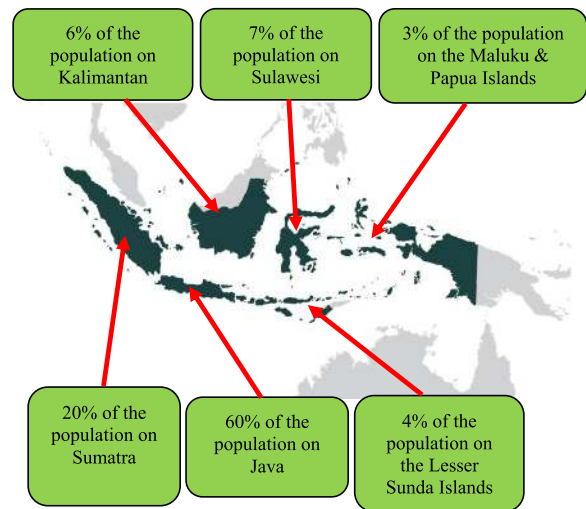 6% of the
population on
Kalimantan
7% of the
population on
Sulawesi
3% of the population
on the Maluku &
Papua Islands
20% of the
population on
Sumatra
60% of the
population on
Java
4% of the
population on
the Lesser
Sunda Islands